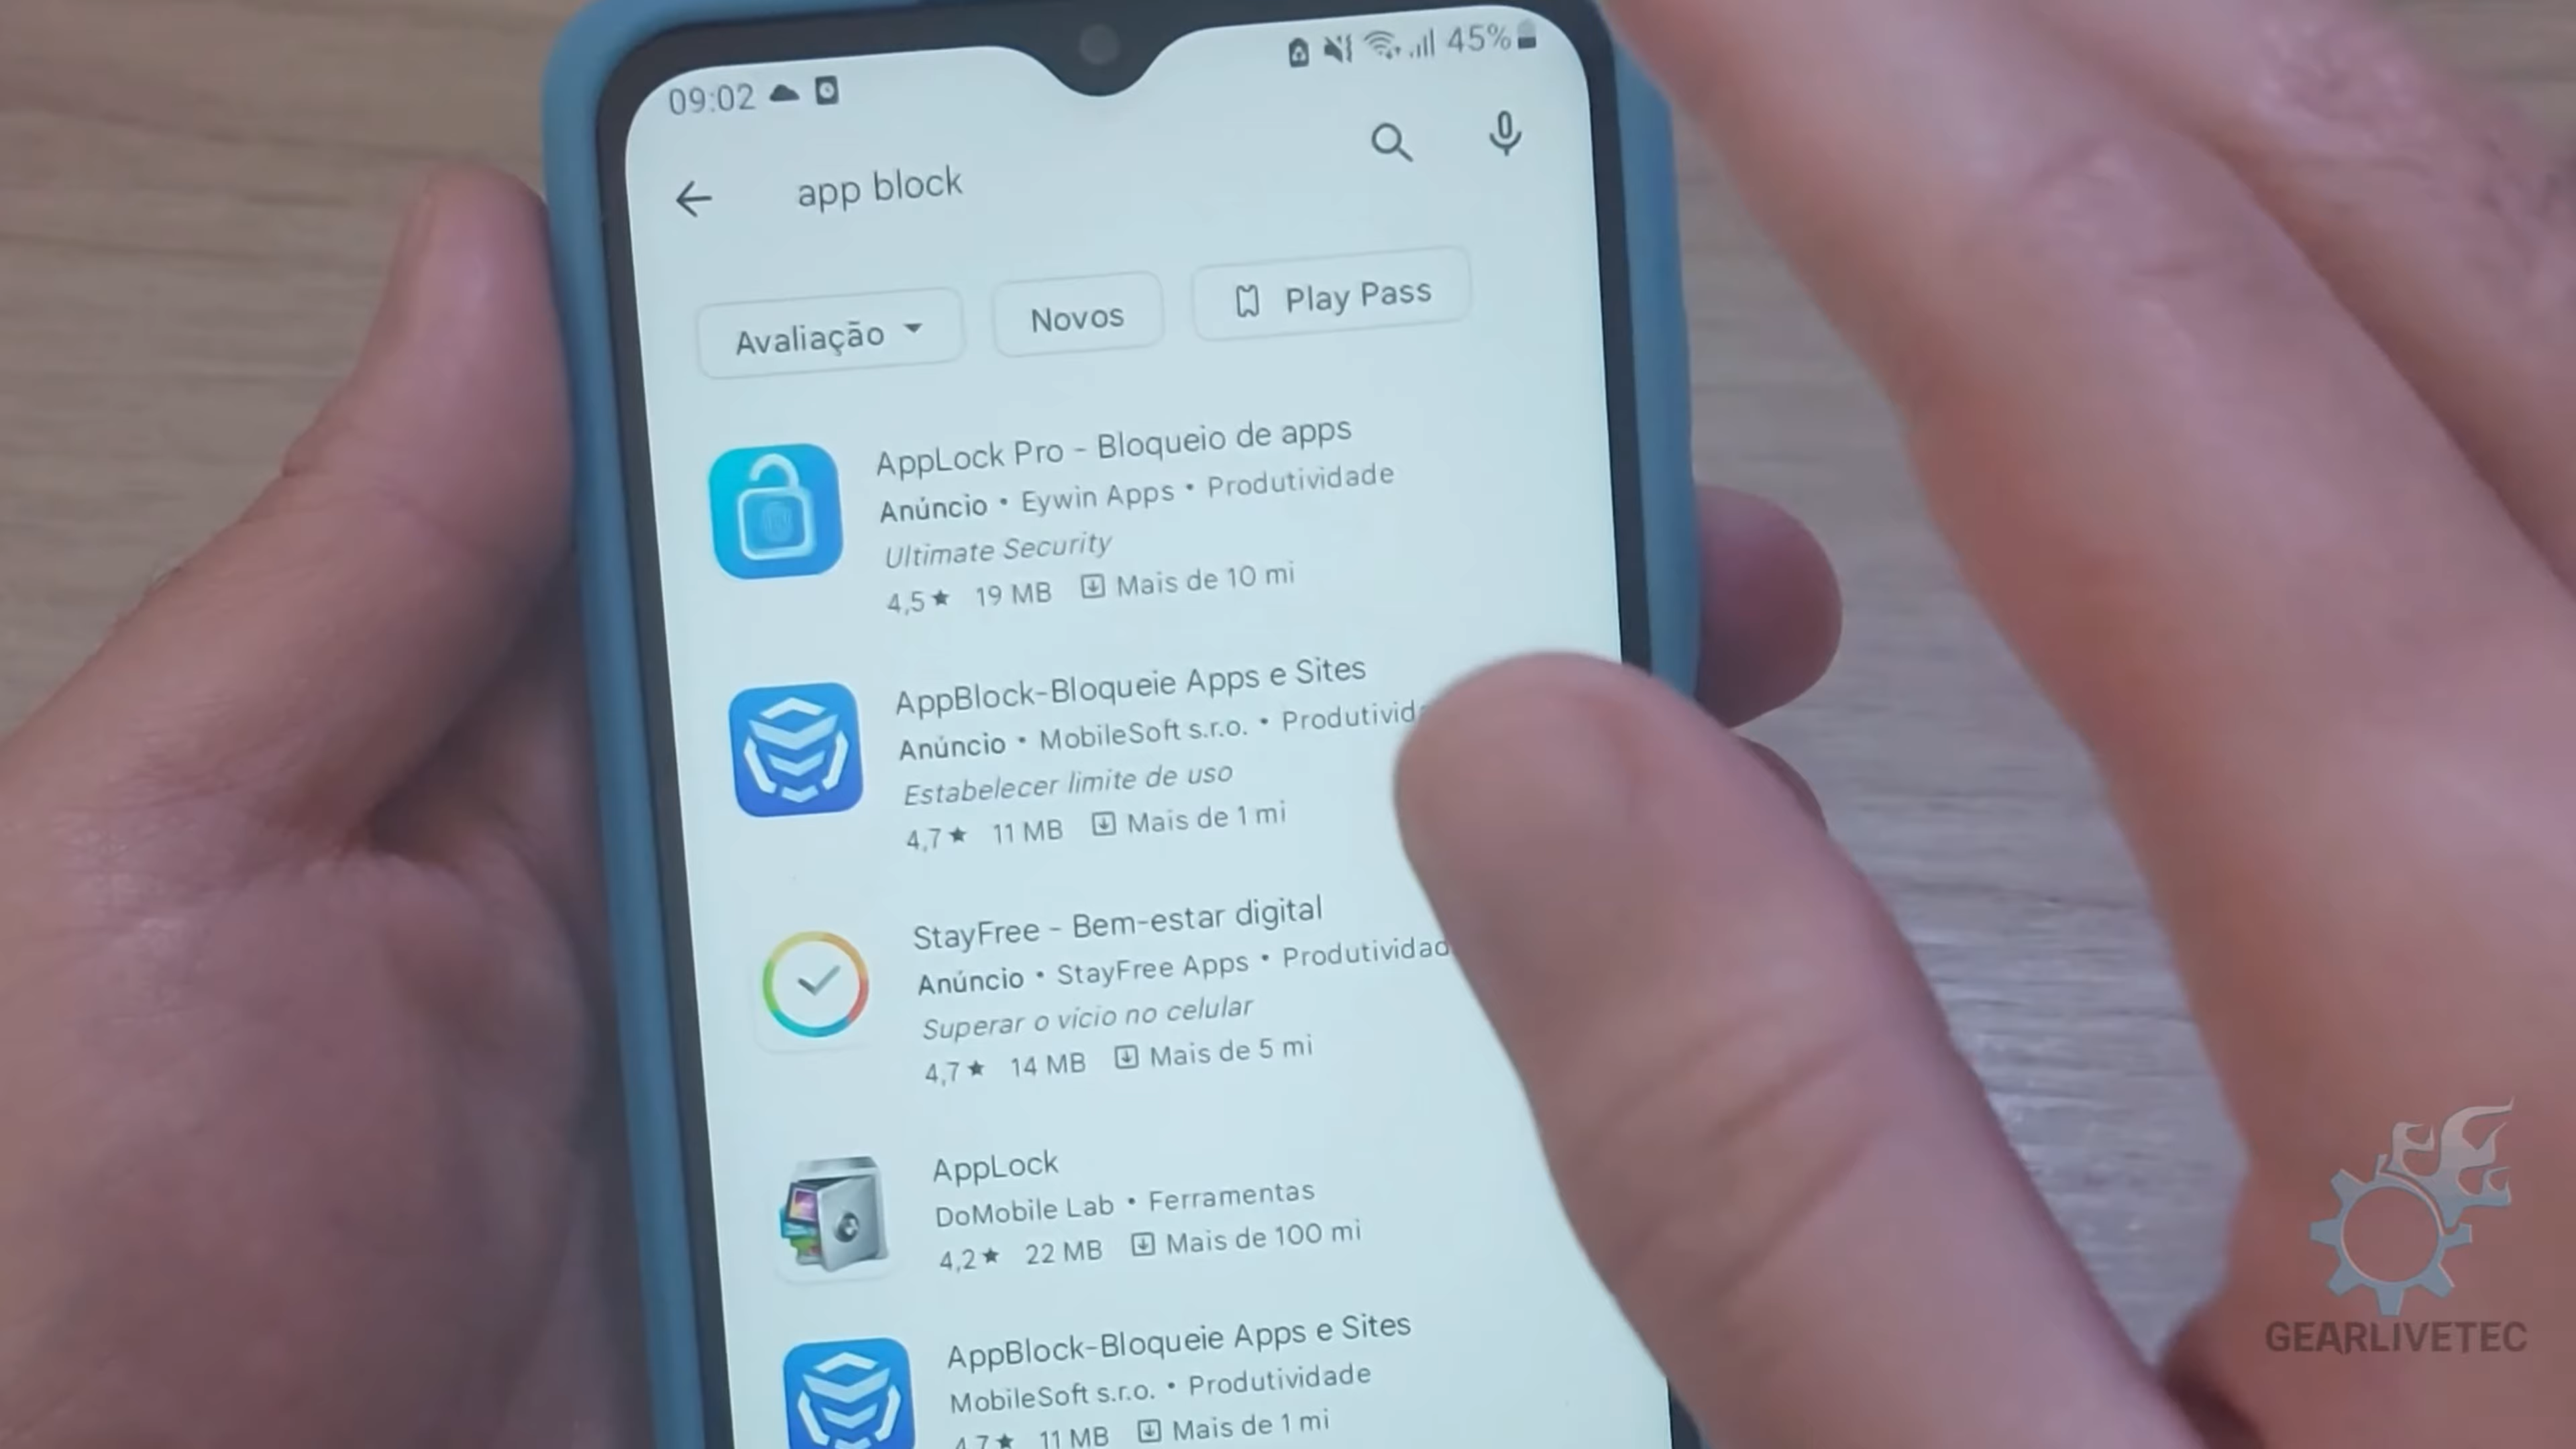 09:02
45%
app block
Avaliação
Novos
Play Pass
AppLock Pro - Bloqueio de apps
Anúncio • Eywin Apps • Produtividade
Ultimate Security
4,5★ 19 MB Mais de 10 mi
AppBlock-Bloqueie Apps e Sites
Anúncio • MobileSoft s.r.o. •
Estabelecer limite de uso
4,7★ 11 MB Mais de 1 mi
StayFree - Bem-estar digital
Anúncio • StayFree Apps •
Superar o vício no celular
4,7★ 14 MB Mais de 5 mi
AppLock
DoMobile Lab • Ferramentas
4,2★ 22 MB Mais de 100 mi
AppBlock-Bloqueie Apps e Sites
MobileSoft s.r.o. • Produtividade
4,7★ 11 MB Mais de 1 mi
GEARLIVETEC